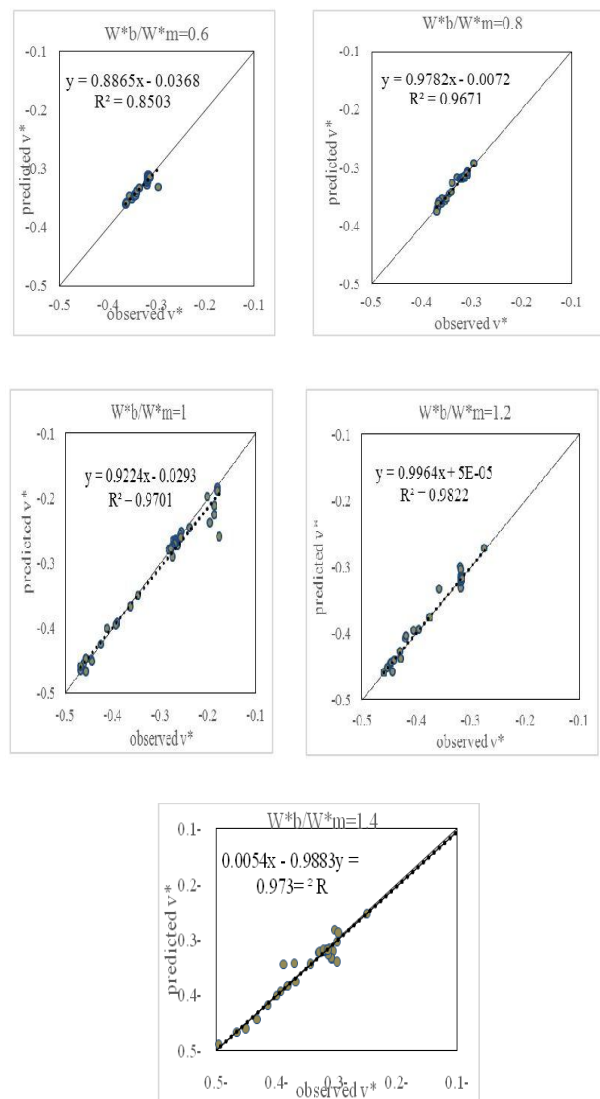 W*b/W*m=0.6
-0.1
y = 0.8865x - 0.0368
R² = 0.8503
-0.2
-0.3
-0.4
-0.5
predicted v*
-0.5 -0.4 -0.3 -0.2 -0.1
observed v*
W*b/W*m=0.8
-0.1
y = 0.9782x - 0.0072
R² = 0.9671
-0.2
-0.3
-0.4
-0.5
predicted v*
-0.5 -0.4 -0.3 -0.2 -0.1
observed v*
W*b/W*m=1
-0.1
y = 0.9224x - 0.0293
R² = 0.9701
-0.2
-0.3
-0.4
-0.5
predicted v*
-0.5 -0.4 -0.3 -0.2 -0.1
observed v*
W*b/W*m=1.2
-0.1
y = 0.9964x + 5E-05
R² = 0.9822
-0.2
-0.3
-0.4
-0.5
predicted v*
-0.5 -0.4 -0.3 -0.2 -0.1
observed v*
W*b/W*m=1.4
0.1-
0.0054x - 0.9883y =
0.973= ² R
0.2-
0.3-
0.4-
0.5-
predicted v*
0.5- 0.4- 0.3- 0.2- 0.1-
observed v*